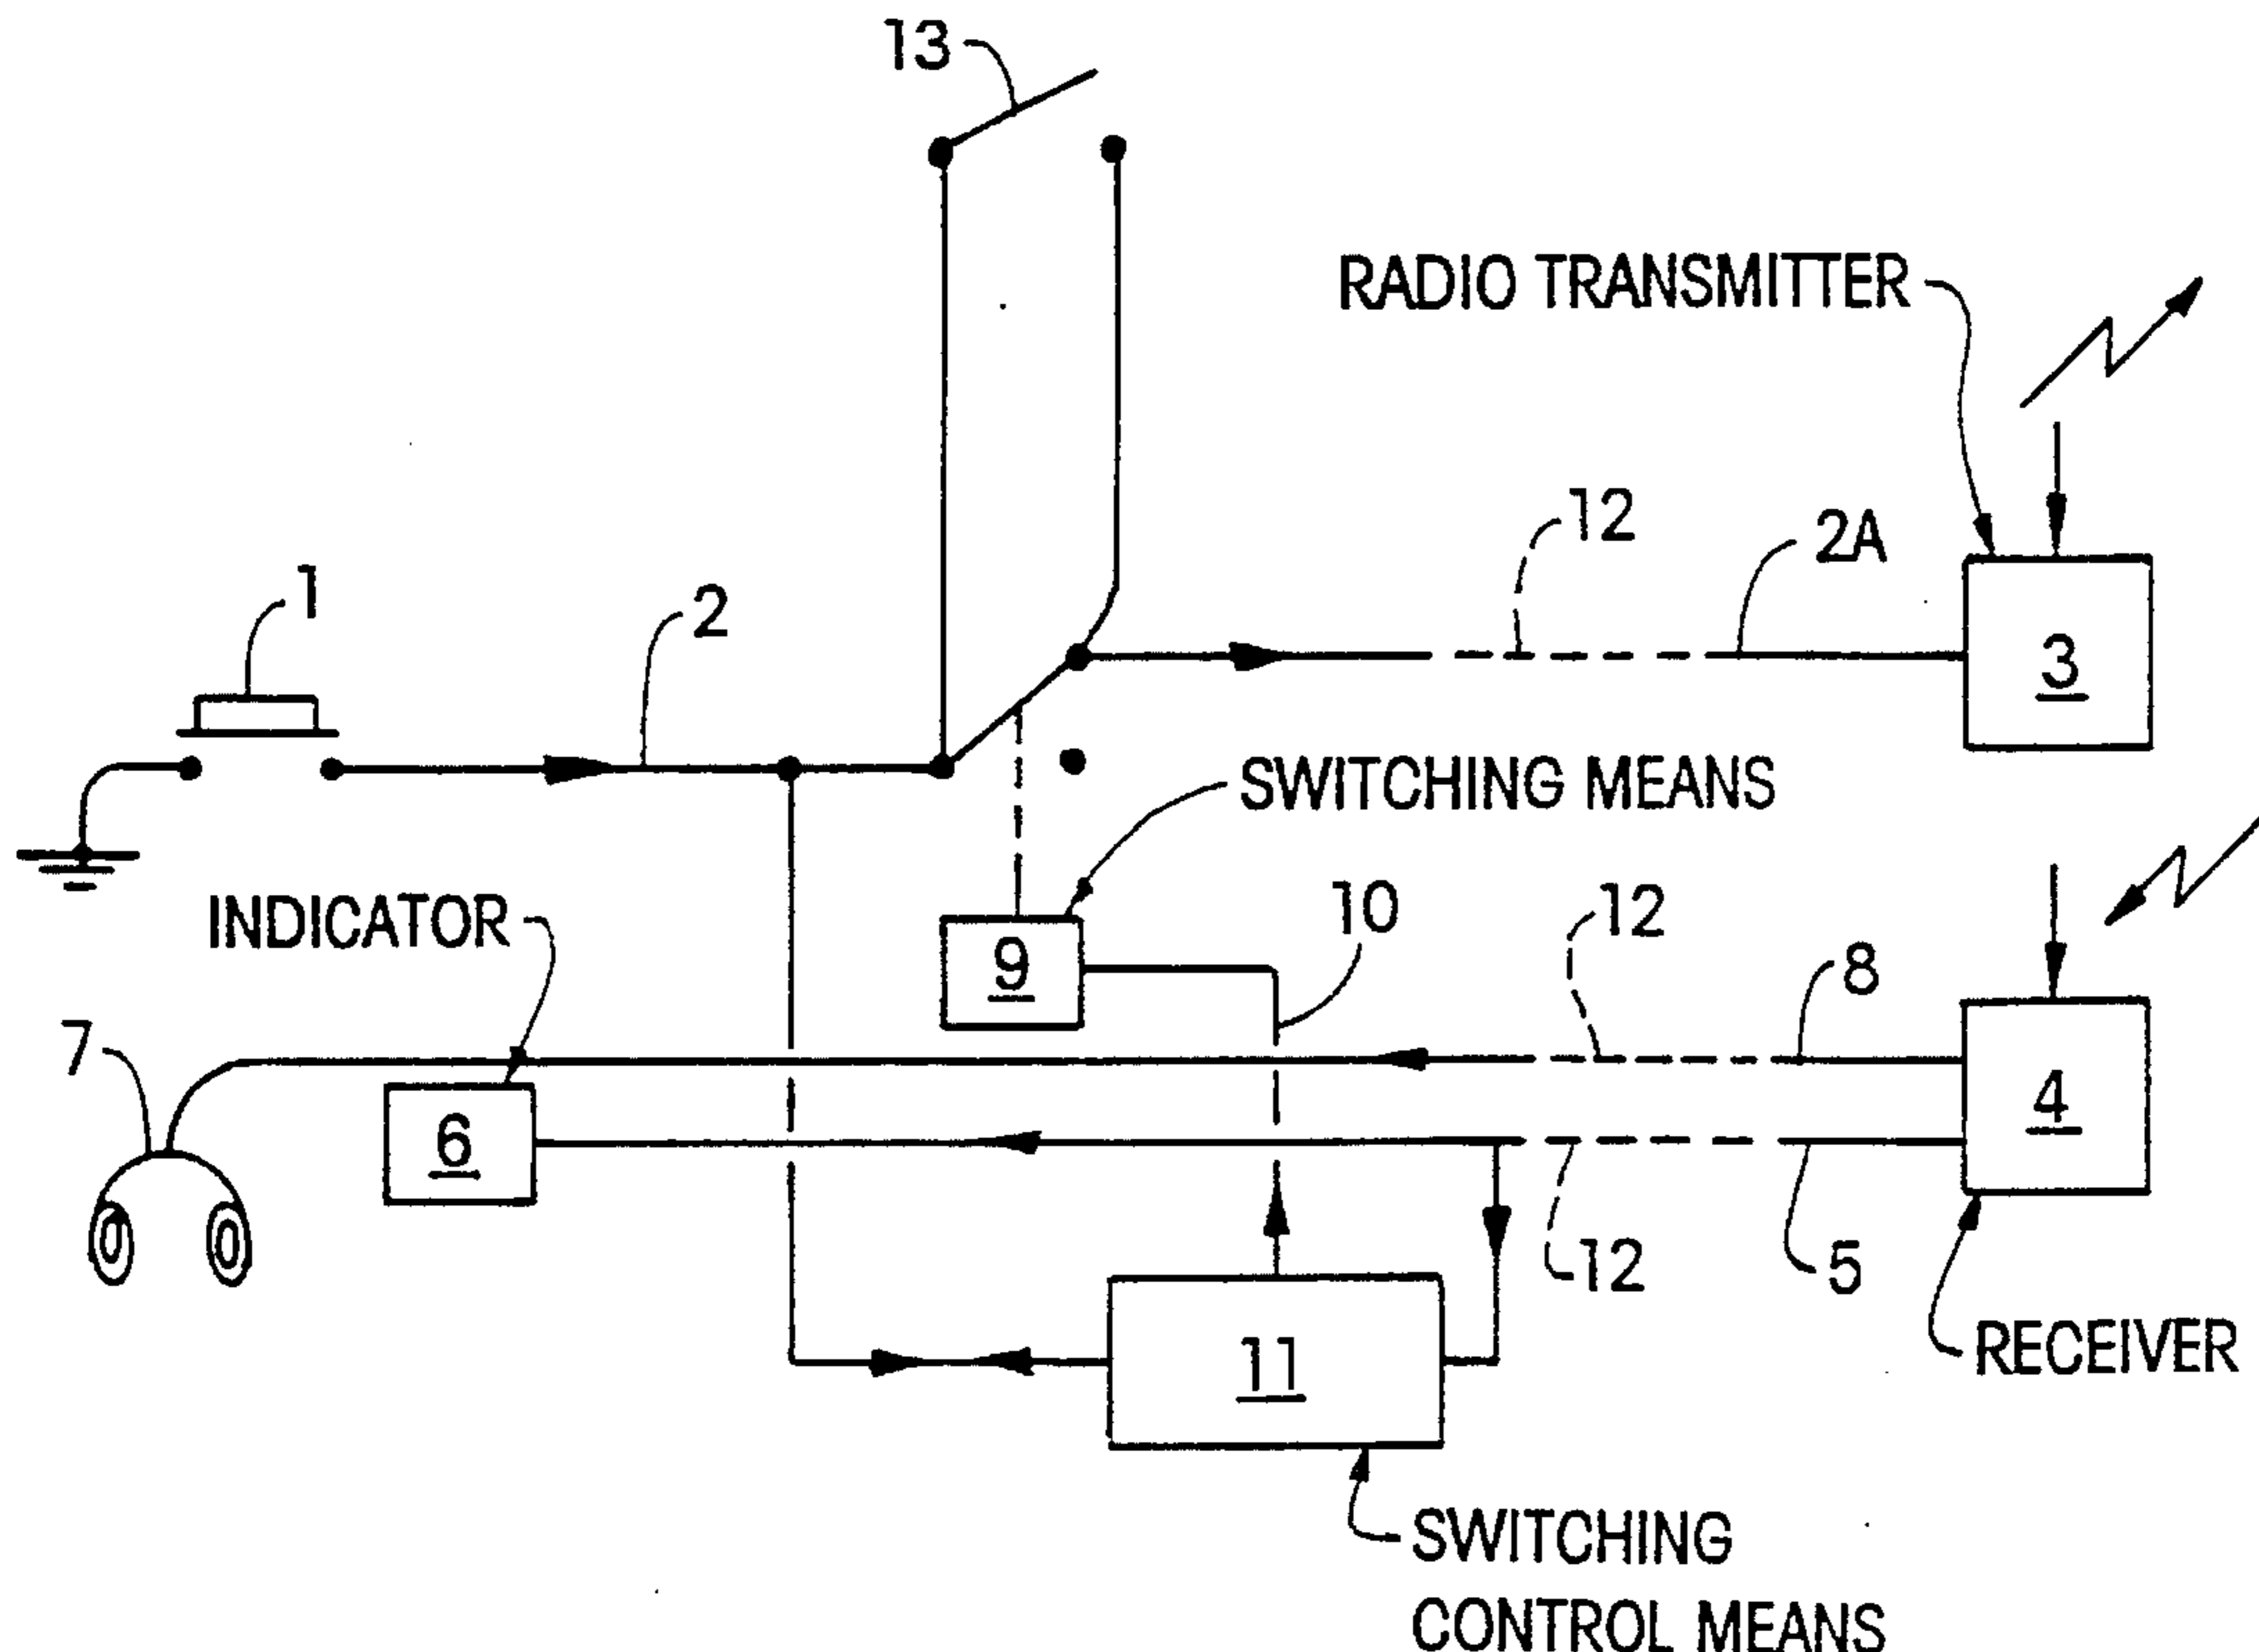 13
RADIO TRANSMITTER
12
2A
1
2
3
SWITCHING MEANS
INDICATOR
10
12
9
8
7
6
4
12
5
11
RECEIVER
SWITCHING
CONTROL MEANS